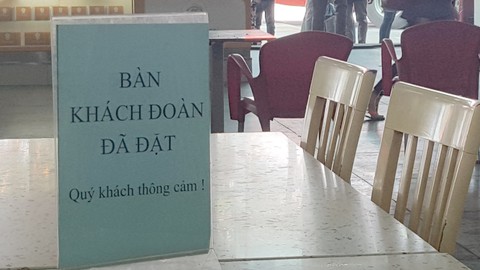 BÀN
KHÁCH ĐOÀN
ĐÃ ĐẶT
Quý khách thông cảm !